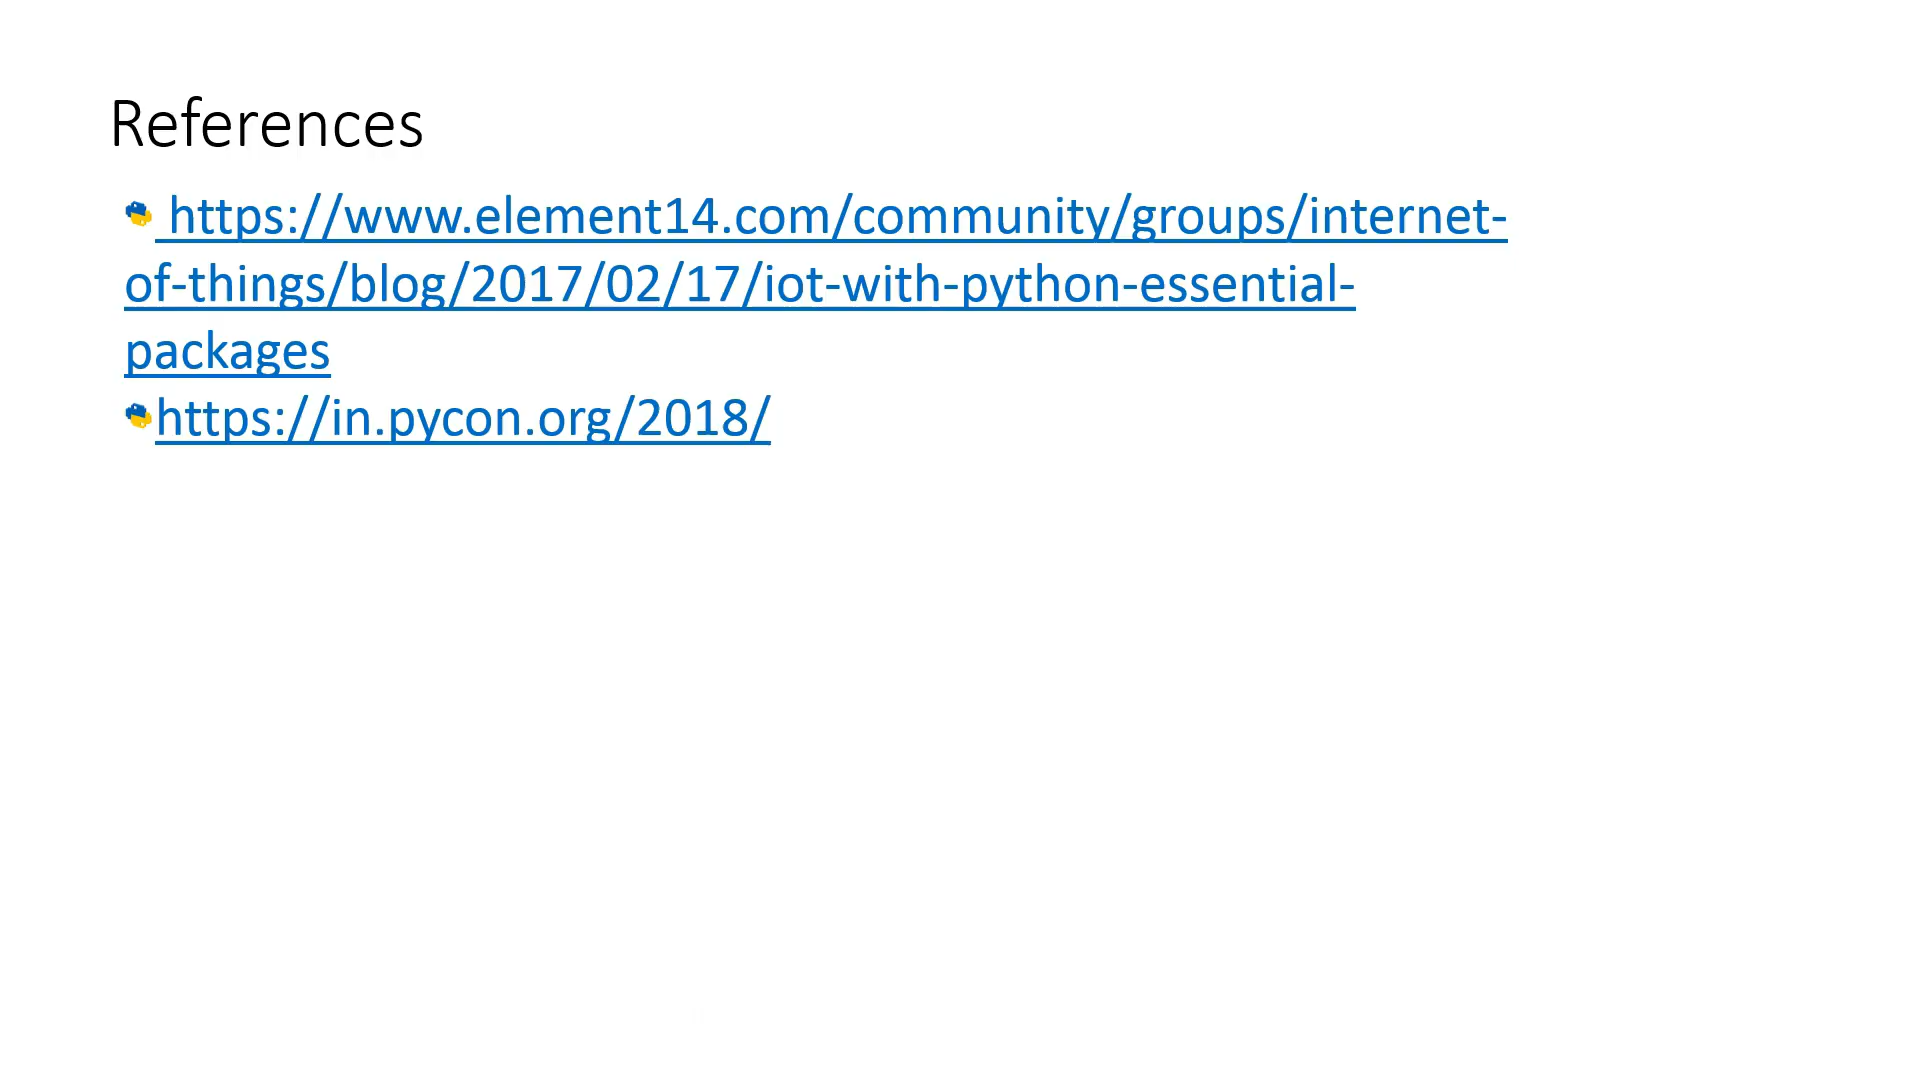 References
https://www.element14.com/community/groups/internet-
of-things/blog/2017/02/17/iot-with-python-essential-
packages
https://in.pycon.org/2018/